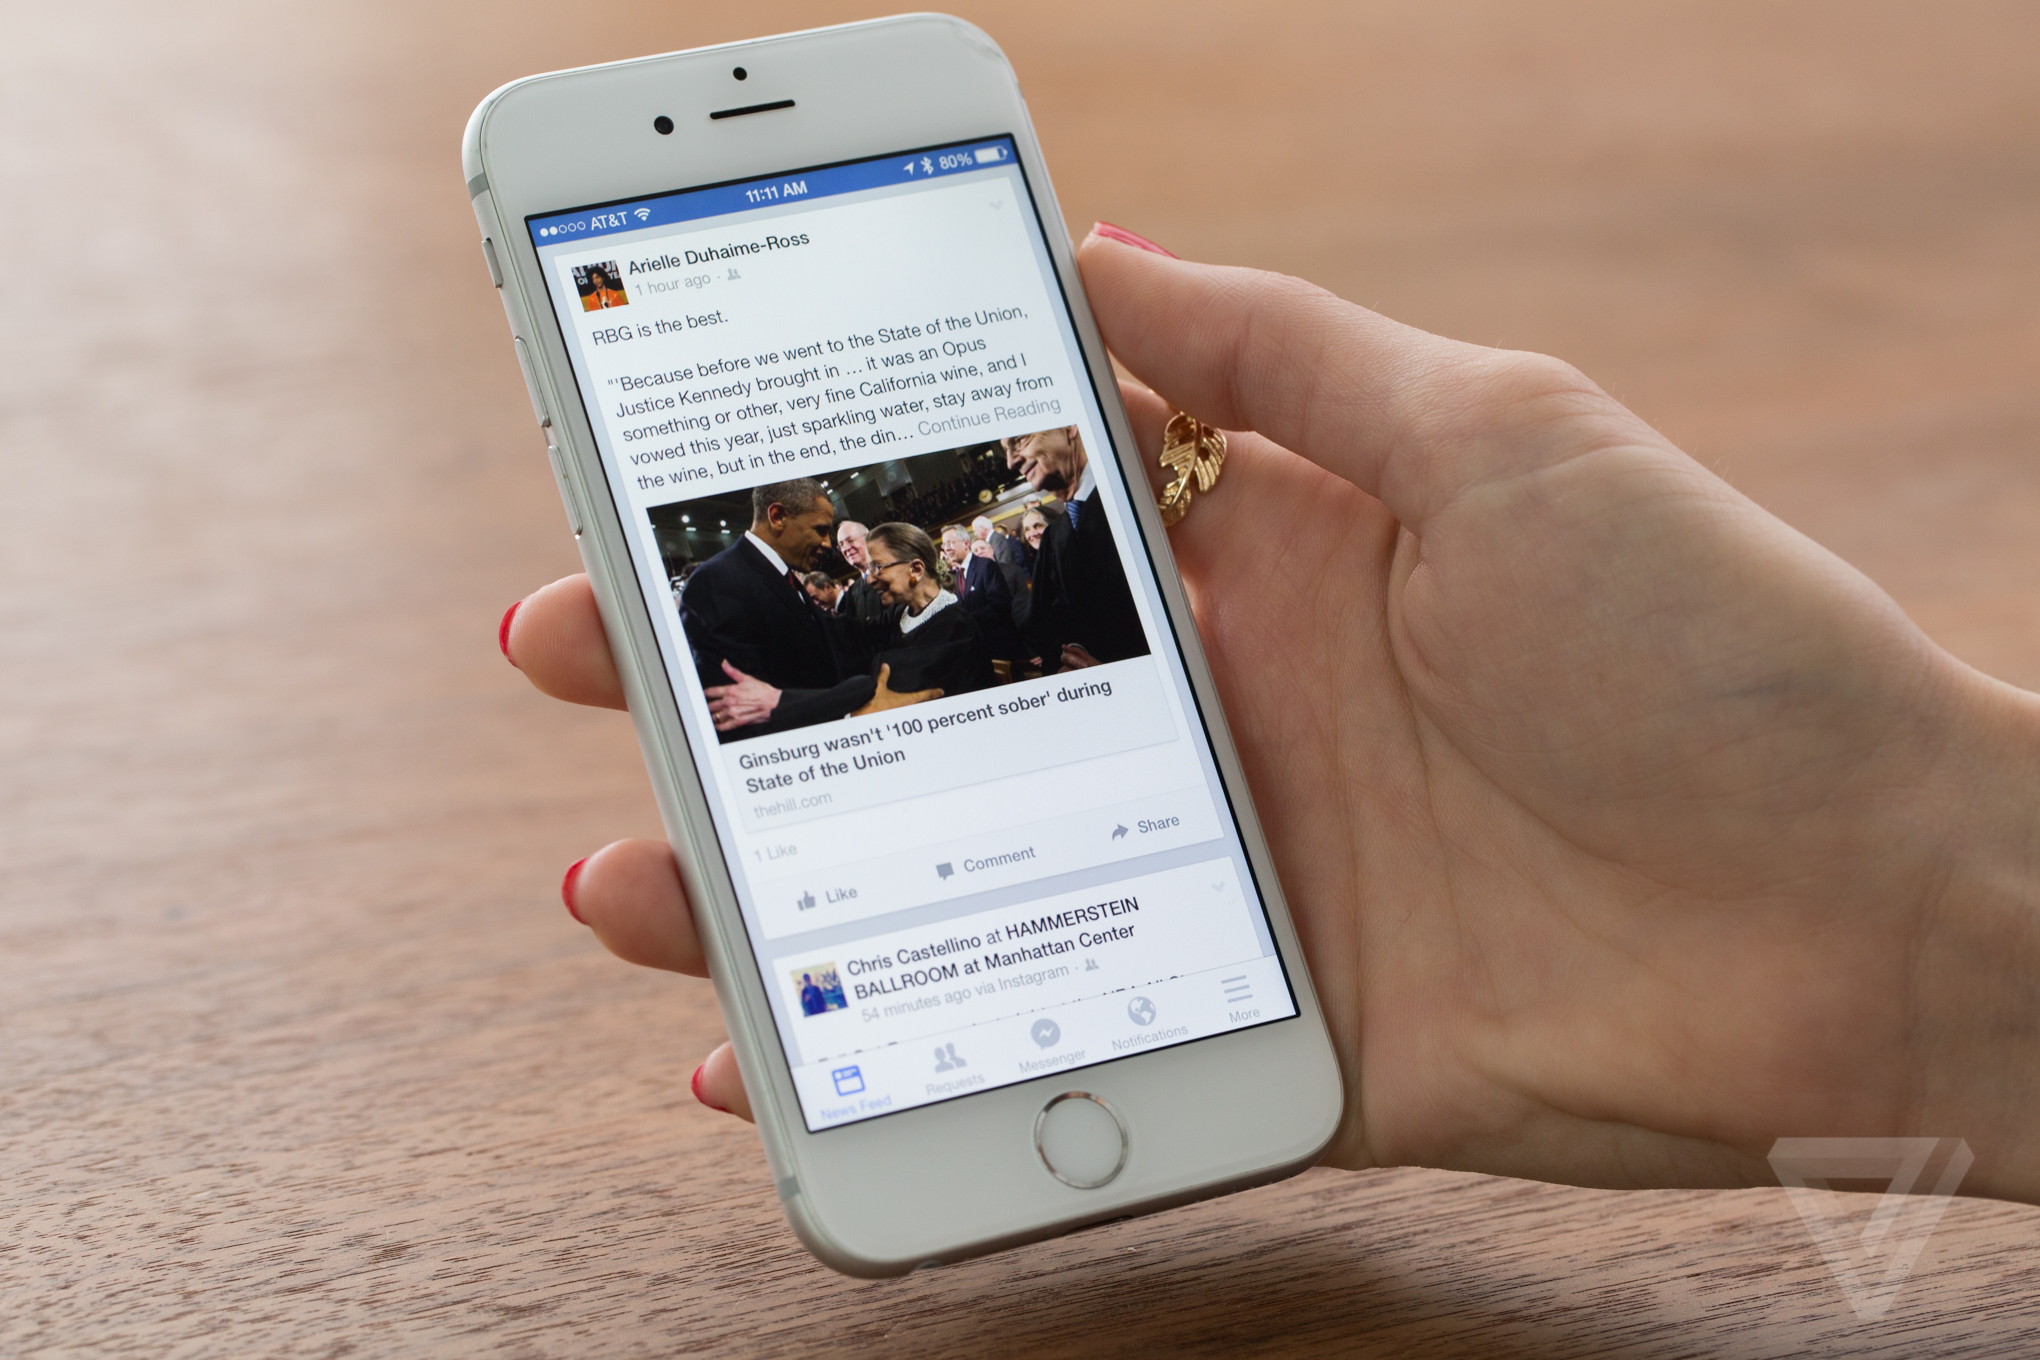 AT&T 11:11 AM 80%
Arielle Duhaime-Ross
1 hour ago ·
RBG is the best.
"'Because before we went to the State of the Union,
Justice Kennedy brought in ... it was an Opus
something or other, very fine California wine, and I
vowed this year, just sparkling water, stay away from
the wine, but in the end, the din... Continue Reading
Ginsburg wasn't '100 percent sober' during
State of the Union
thehill.com
1 Like
Like Comment Share
Chris Castellino at HAMMERSTEIN
BALLROOM at Manhattan Center
54 minutes ago via Instagram ·
News Feed Requests Messenger Notifications More